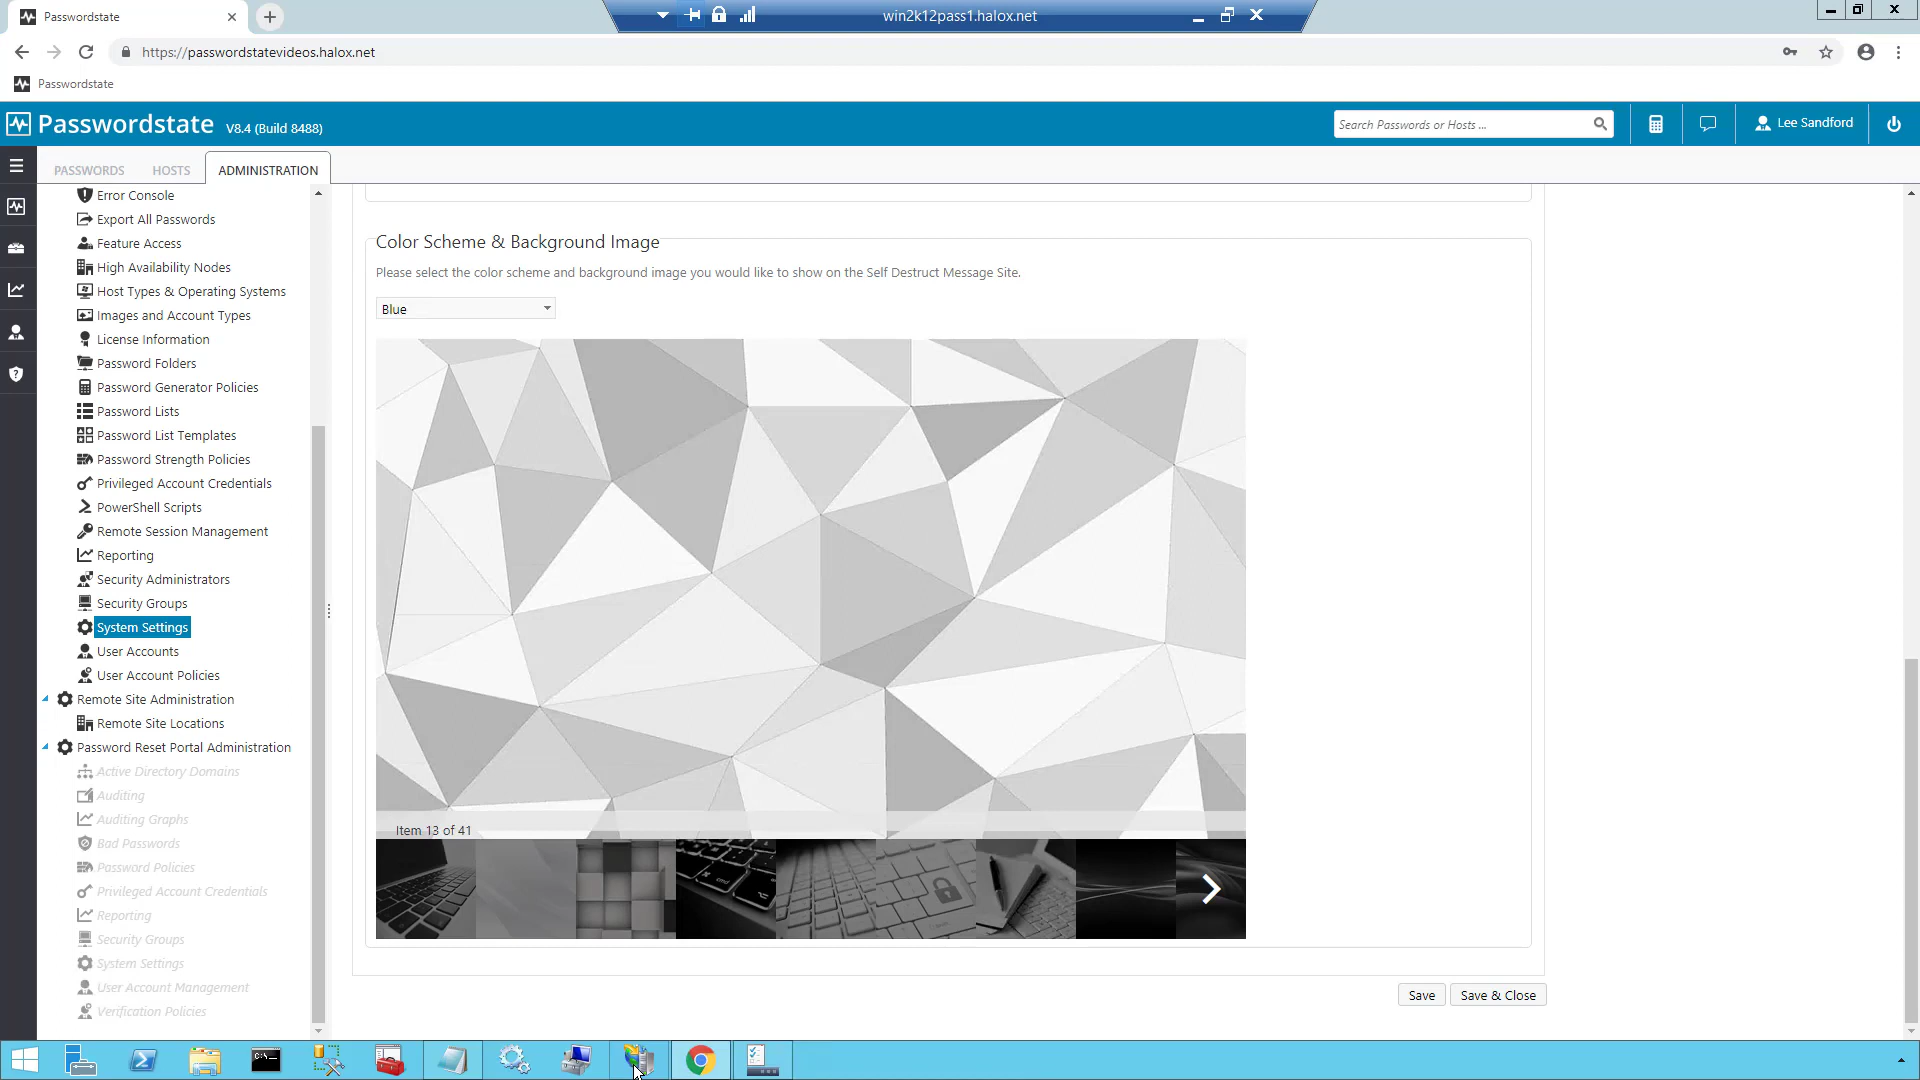 Passwordstate
win2k12pass1.halox.net
https://passwordstatevideos.halox.net
Passwordstate
Passwordstate V8.4 (Build 8488)
Search Passwords or Hosts ...
Lee Sandford
PASSWORDS
HOSTS
ADMINISTRATION
Error Console
Export All Passwords
Feature Access
High Availability Nodes
Host Types & Operating Systems
Images and Account Types
License Information
Password Folders
Password Generator Policies
Password Lists
Password List Templates
Password Strength Policies
Privileged Account Credentials
PowerShell Scripts
Remote Session Management
Reporting
Security Administrators
Security Groups
System Settings
User Accounts
User Account Policies
Remote Site Administration
Remote Site Locations
Password Reset Portal Administration
Active Directory Domains
Auditing
Auditing Graphs
Bad Passwords
Password Policies
Privileged Account Credentials
Reporting
Security Groups
System Settings
User Account Management
Verification Policies
Color Scheme & Background Image
Please select the color scheme and background image you would like to show on the Self Destruct Message Site.
Blue
Item 13 of 41
Save
Save & Close